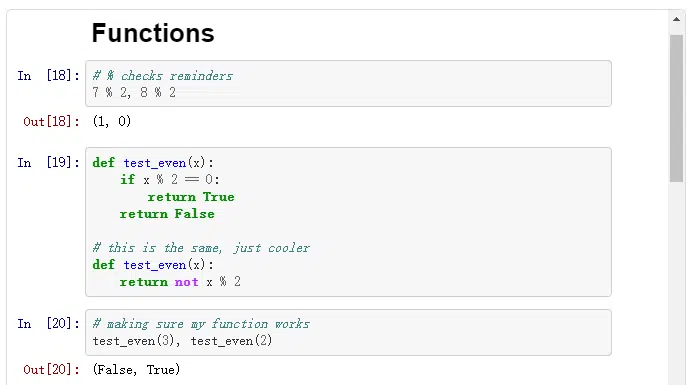 Functions
In [18]: # % checks reminders
7 % 2, 8 % 2
Out[18]: (1, 0)
In [19]: def test_even(x):
if x % 2 == 0:
return True
return False
# this is the same, just cooler
def test_even(x):
return not x % 2
In [20]: # making sure my function works
test_even(3), test_even(2)
Out[20]: (False, True)